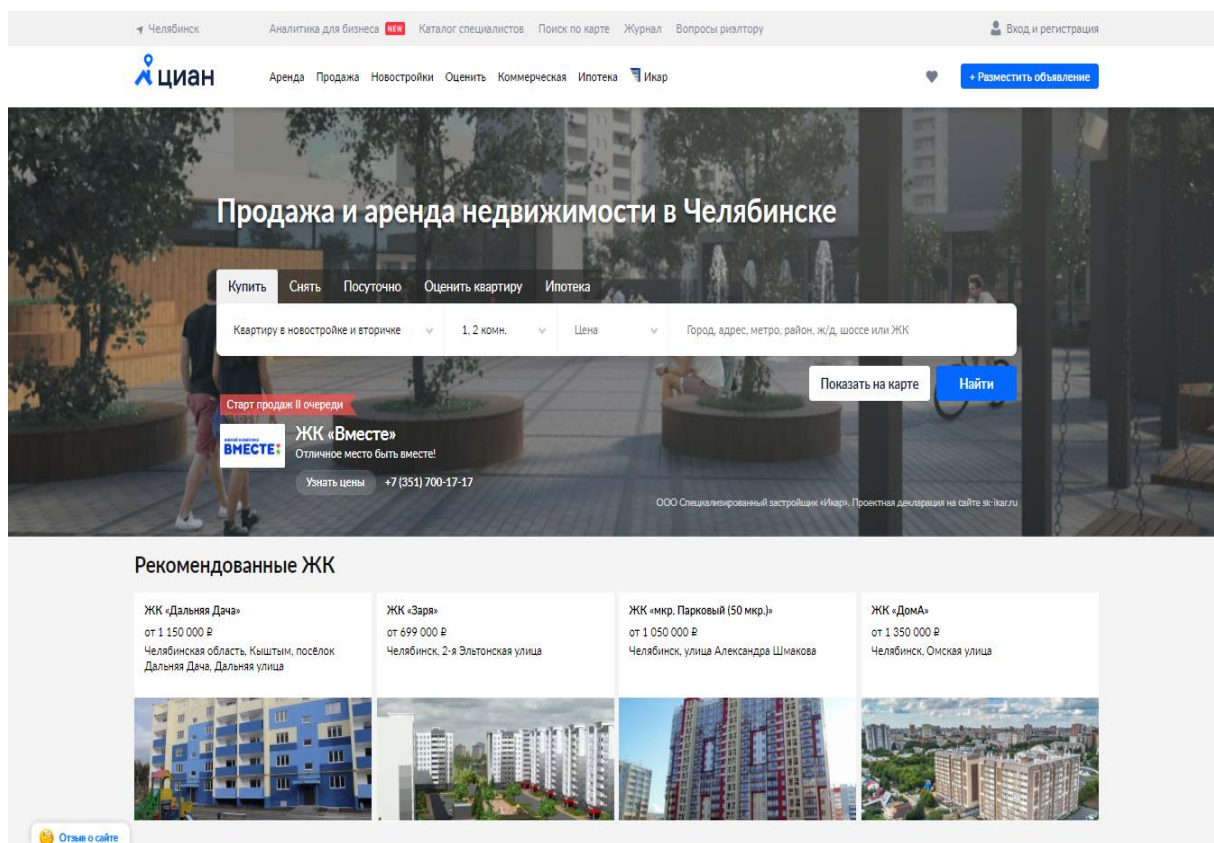 Челябинск Аналитика для бизнеса NEW Каталог специалистов Поиск по карте Журнал Вопросы риэлтору Вход и регистрация
циан Аренда Продажа Новостройки Оценить Коммерческая Ипотека Икар + Разместить объявление
Продажа и аренда недвижимости в Челябинске
Купить Снять Посуточно Оценить квартиру Ипотека
Квартиру в новостройке и вторичке 1, 2 комн. Цена Город, адрес, метро, район, ж/д, шоссе или ЖК
Показать на карте Найти
Старт продаж II очереди
ВМЕСТЕ
ЖК «Вместе»
Отличное место быть вместе!
Узнать цены +7 (351) 700-17-17
ООО Специализированный застройщик «Икар». Проектная декларация на сайте sk-ikar.ru
Рекомендованные ЖК
ЖК «Дальняя Дача»
от 1 150 000 ₽
Челябинская область, Кыштым, посёлок
Дальняя Дача, Дальняя улица
ЖК «Заря»
от 699 000 ₽
Челябинск, 2-я Эльтонская улица
ЖК «мкр. Парковый (50 мкр.)»
от 1 050 000 ₽
Челябинск, улица Александра Шмакова
ЖК «ДомА»
от 1 350 000 ₽
Челябинск, Омская улица
Отзыв о сайте